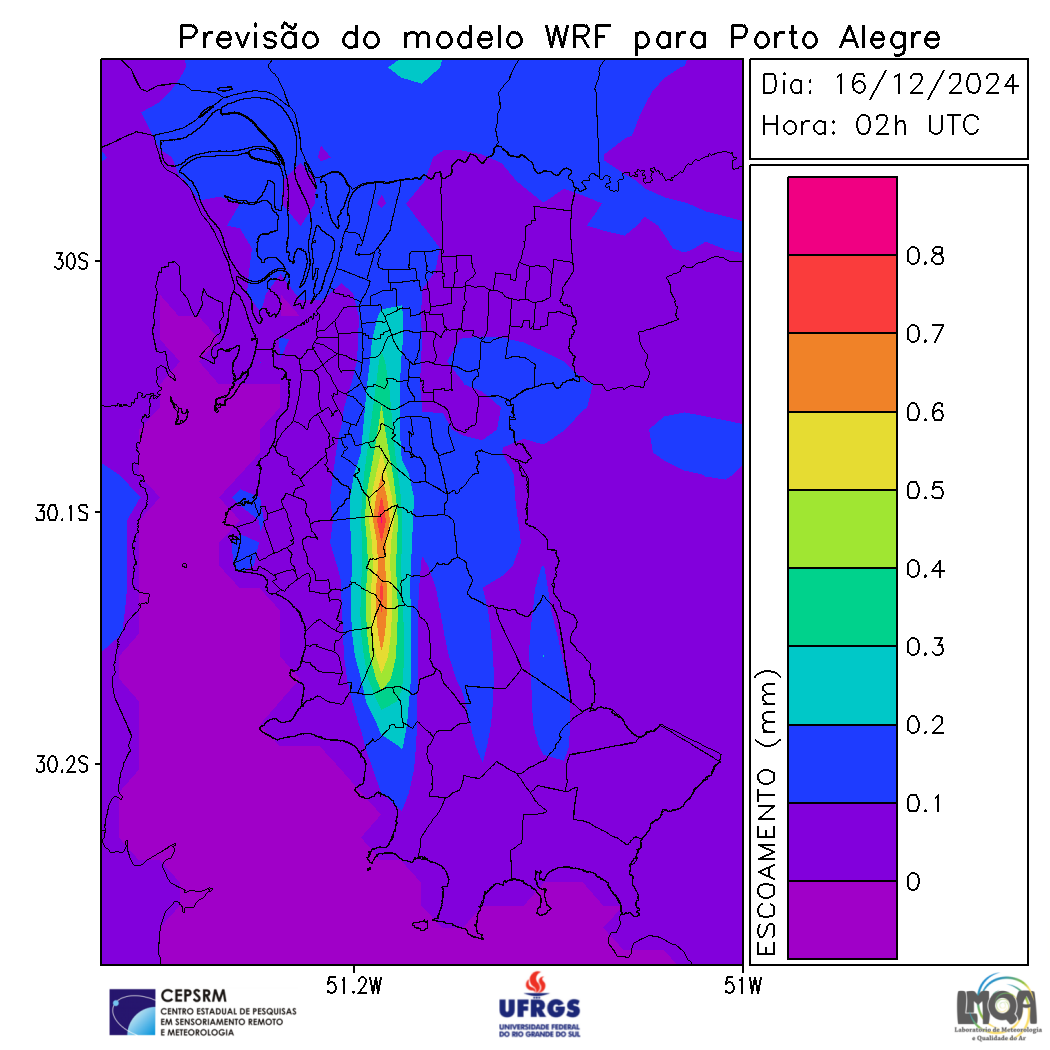 Previsão do modelo WRF para Porto Alegre
Dia: 16/12/2024
Hora: 02h UTC
30S
30.1S
30.2S
51.2W
51W
ESCOAMENTO (mm)
0.8
0.7
0.6
0.5
0.4
0.3
0.2
0.1
0
CEPSRM
CENTRO ESTADUAL DE PESQUISAS
EM SENSORIAMENTO REMOTO
E METEOROLOGIA
UFRGS
UNIVERSIDADE FEDERAL
DO RIO GRANDE DO SUL
LMQA
Laboratório de Meteorologia
e Qualidade do Ar